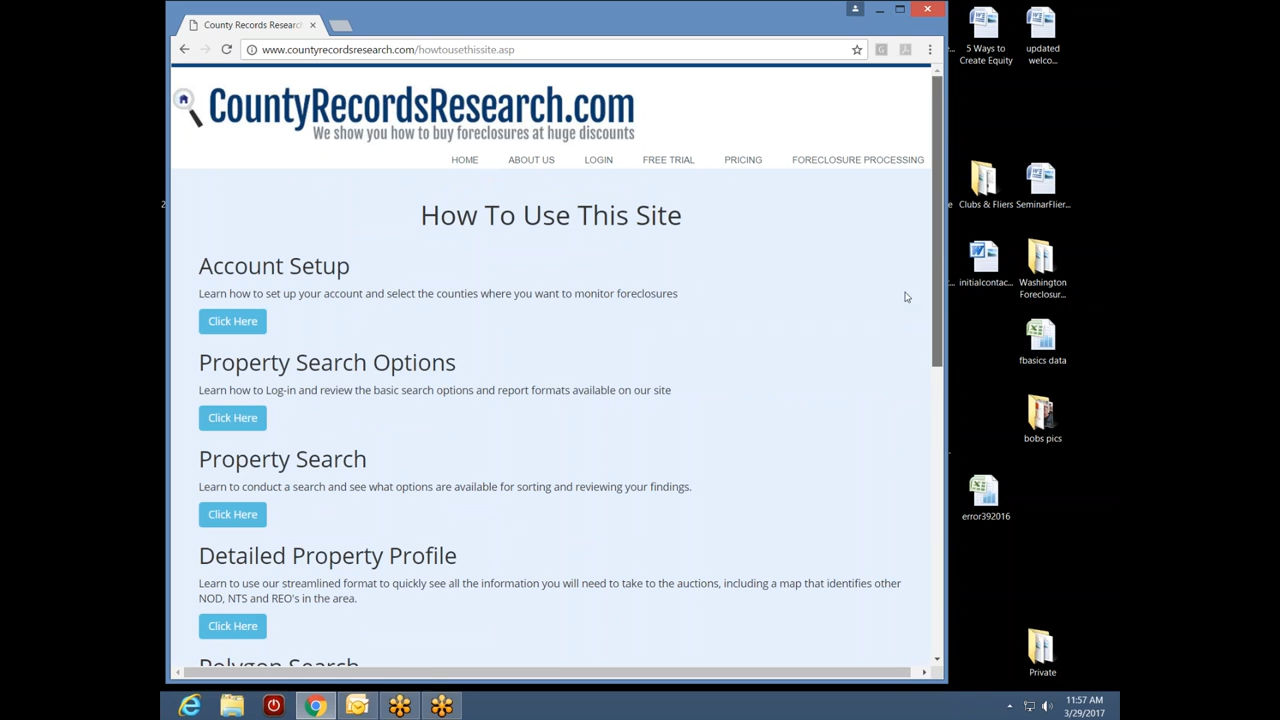 County Records Research
www.countyrecordsresearch.com/howtousethissite.asp
CountyRecordsResearch.com
We show you how to buy foreclosures at huge discounts
HOME ABOUT US LOGIN FREE TRIAL PRICING FORECLOSURE PROCESSING
How To Use This Site
Account Setup
Learn how to set up your account and select the counties where you want to monitor foreclosures
Click Here
Property Search Options
Learn how to Log-in and review the basic search options and report formats available on our site
Click Here
Property Search
Learn to conduct a search and see what options are available for sorting and reviewing your findings.
Click Here
Detailed Property Profile
Learn to use our streamlined format to quickly see all the information you will need to take to the auctions, including a map that identifies other
NOD, NTS and REO's in the area.
Click Here
Polygon Search
5 Ways to
Create Equity
updated
welco...
Clubs & Fliers
SeminarFlier...
initialcontac...
Washington
Foreclosur...
fbasics data
bobs pics
error392016
Private
11:57 AM
3/29/2017